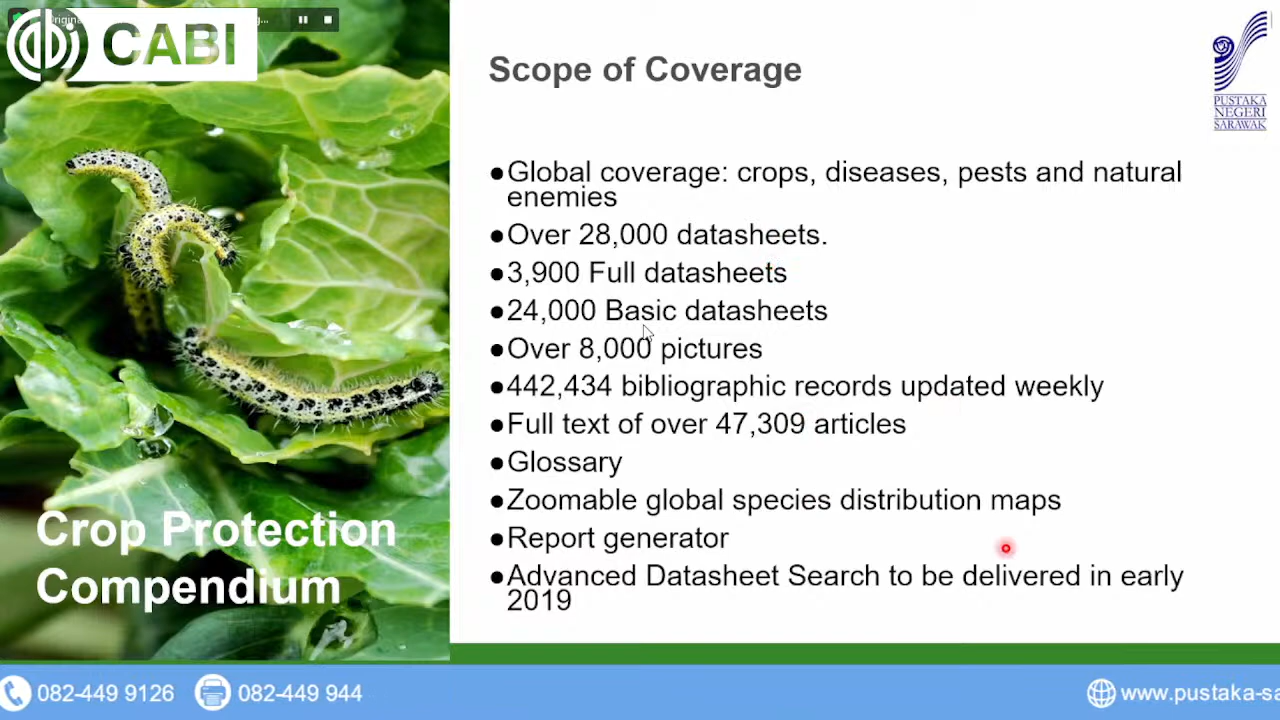 CABI
Scope of Coverage
PUSTAKA
NEGERI
SARAWAK
●Global coverage: crops, diseases, pests and natural
enemies
●Over 28,000 datasheets.
●3,900 Full datasheets
●24,000 Basic datasheets
●Over 8,000 pictures
●442,434 bibliographic records updated weekly
●Full text of over 47,309 articles
●Glossary
●Zoomable global species distribution maps
●Report generator
●Advanced Datasheet Search to be delivered in early
2019
Crop Protection
Compendium
082-449 9126
082-449 944
www.pustaka-sa